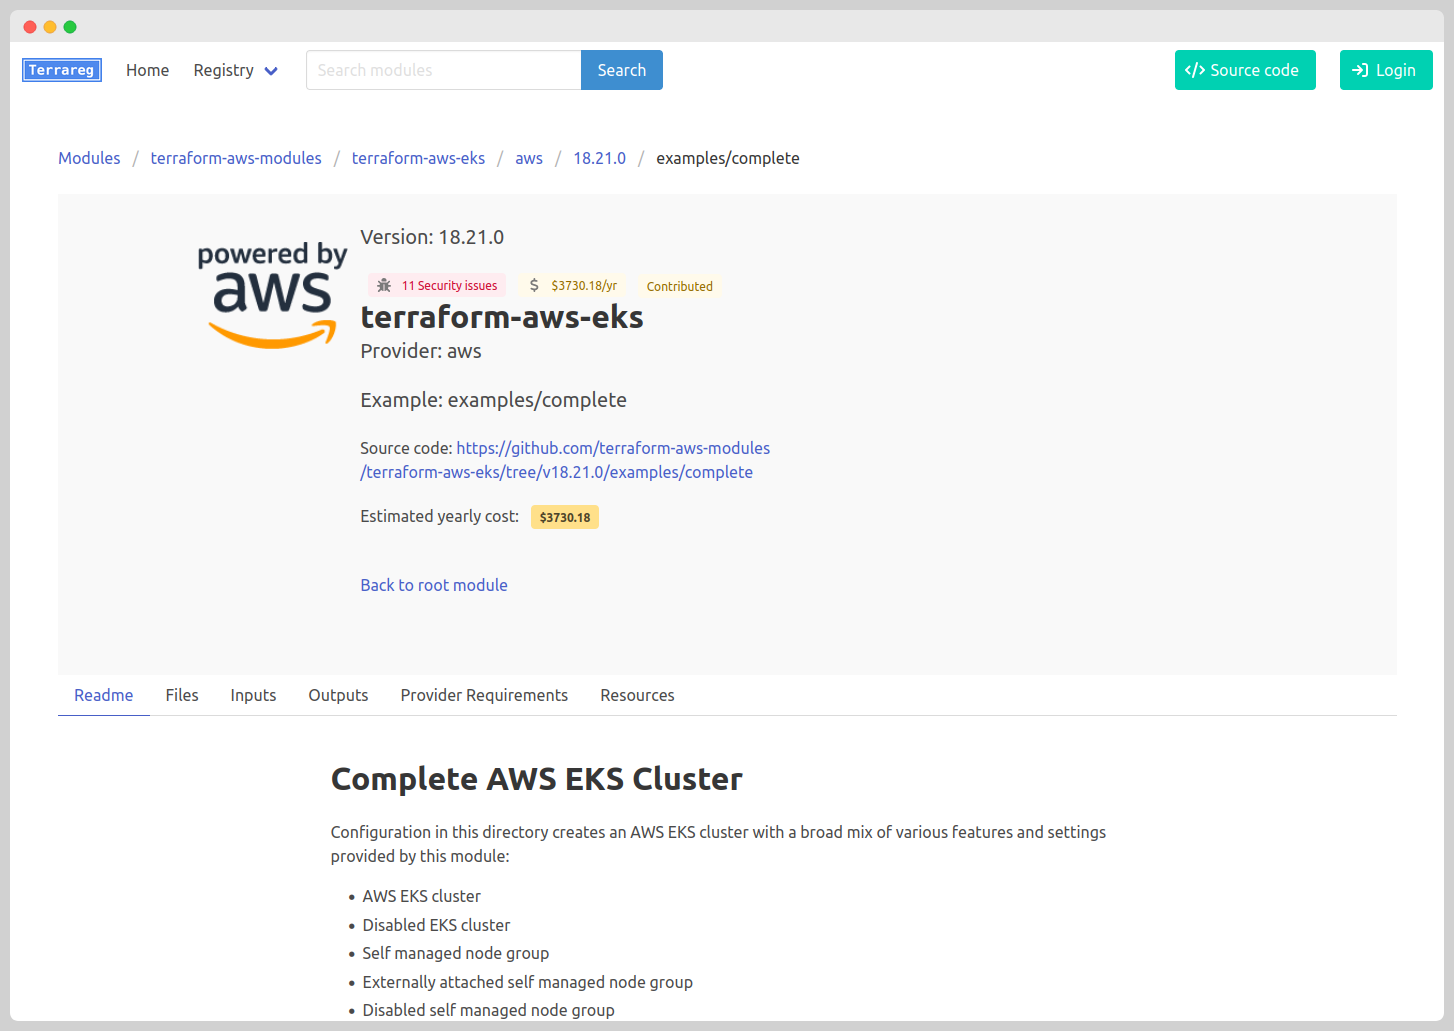 Terrareg Home Registry Search modules Search </> Source code Login
Modules / terraform-aws-modules / terraform-aws-eks / aws / 18.21.0 / examples/complete
powered by
aws
Version: 18.21.0
11 Security issues $ $3730.18/yr Contributed
terraform-aws-eks
Provider: aws
Example: examples/complete
Source code: https://github.com/terraform-aws-modules
/terraform-aws-eks/tree/v18.21.0/examples/complete
Estimated yearly cost: $3730.18
Back to root module
Readme Files Inputs Outputs Provider Requirements Resources
Complete AWS EKS Cluster
Configuration in this directory creates an AWS EKS cluster with a broad mix of various features and settings
provided by this module:
• AWS EKS cluster
• Disabled EKS cluster
• Self managed node group
• Externally attached self managed node group
• Disabled self managed node group